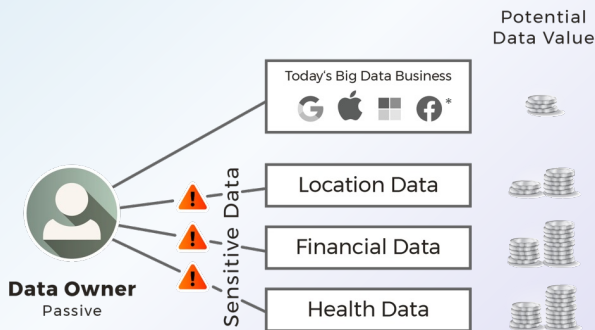 Potential
Data Value
Today's Big Data Business
*
Sensitive Data
Location Data
Financial Data
Health Data
Data Owner
Passive